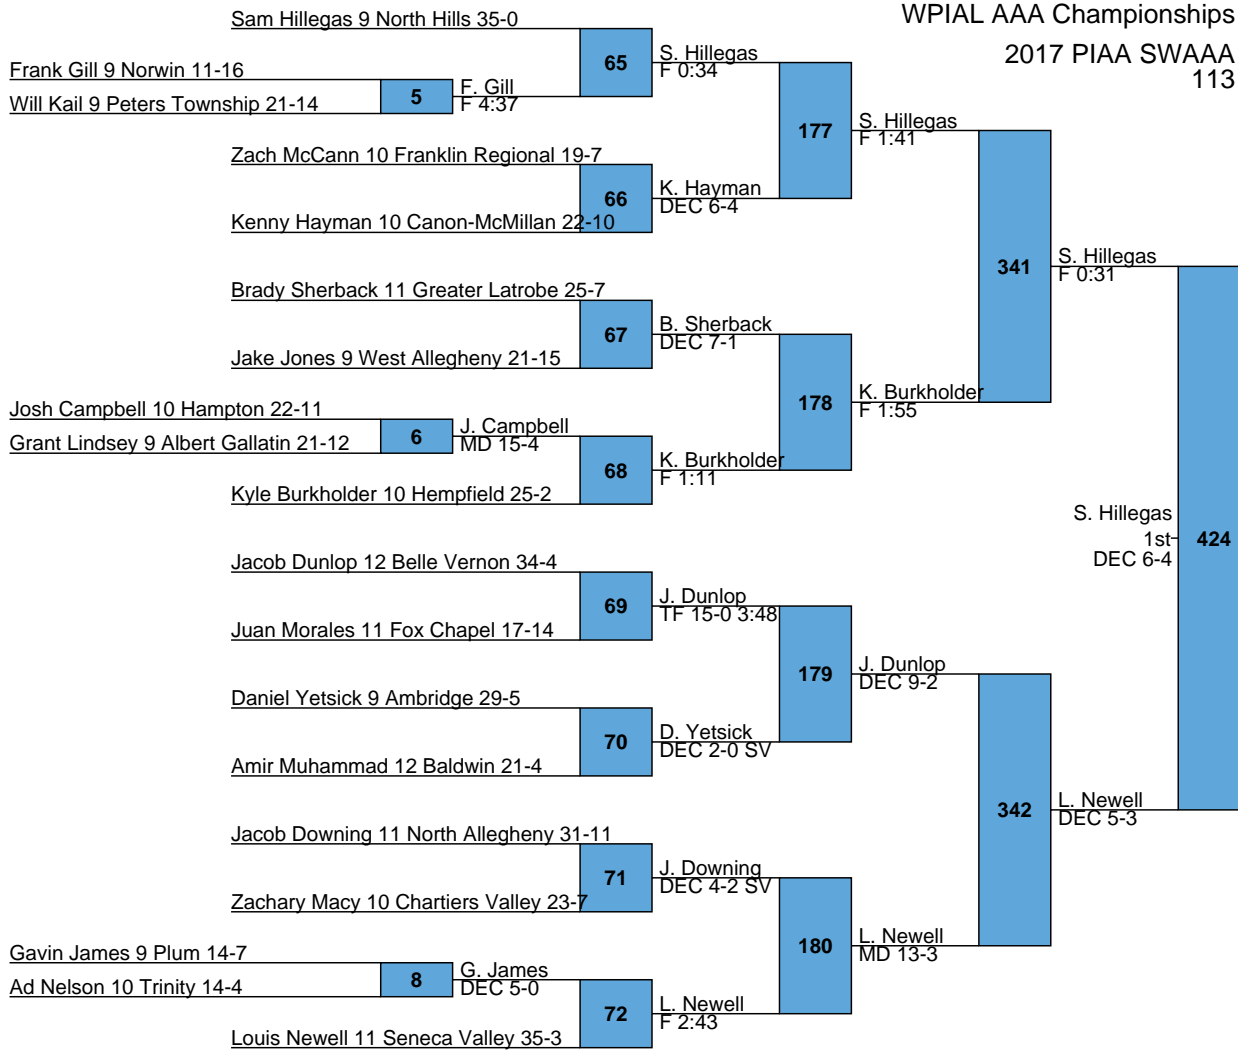 WPIAL AAA Championships
2017 PIAA SWAAA
113
Sam Hillegas 9 North Hills 35-0
65
S. Hillegas
F 0:34
Frank Gill 9 Norwin 11-16
5
F. Gill
F 4:37
Will Kail 9 Peters Township 21-14
177
S. Hillegas
F 1:41
Zach McCann 10 Franklin Regional 19-7
66
K. Hayman
DEC 6-4
Kenny Hayman 10 Canon-McMillan 22-10
341
S. Hillegas
F 0:31
Brady Sherback 11 Greater Latrobe 25-7
67
B. Sherback
DEC 7-1
Jake Jones 9 West Allegheny 21-15
178
K. Burkholder
F 1:55
Josh Campbell 10 Hampton 22-11
6
J. Campbell
MD 15-4
Grant Lindsey 9 Albert Gallatin 21-12
68
K. Burkholder
F 1:11
Kyle Burkholder 10 Hempfield 25-2
S. Hillegas
1st
DEC 6-4
424
Jacob Dunlop 12 Belle Vernon 34-4
69
J. Dunlop
TF 15-0 3:48
Juan Morales 11 Fox Chapel 17-14
179
J. Dunlop
DEC 9-2
Daniel Yetsick 9 Ambridge 29-5
70
D. Yetsick
DEC 2-0 SV
Amir Muhammad 12 Baldwin 21-4
342
L. Newell
DEC 5-3
Jacob Downing 11 North Allegheny 31-11
71
J. Downing
DEC 4-2 SV
Zachary Macy 10 Chartiers Valley 23-7
180
L. Newell
MD 13-3
Gavin James 9 Plum 14-7
8
G. James
DEC 5-0
Ad Nelson 10 Trinity 14-4
72
L. Newell
F 2:43
Louis Newell 11 Seneca Valley 35-3